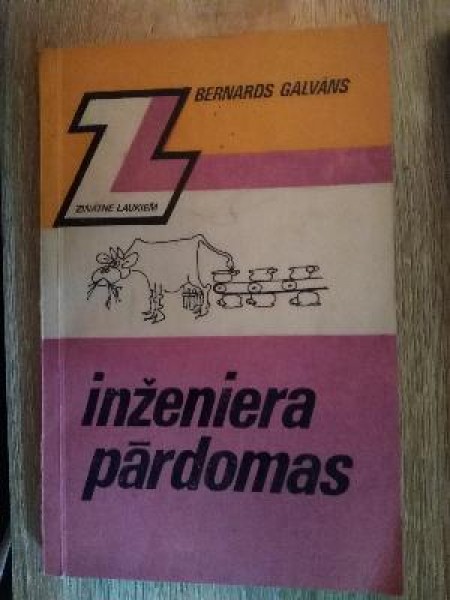 BERNARDS GALVĀNS
ZINĀTNE LAUKIEM
inženiera
pārdomas